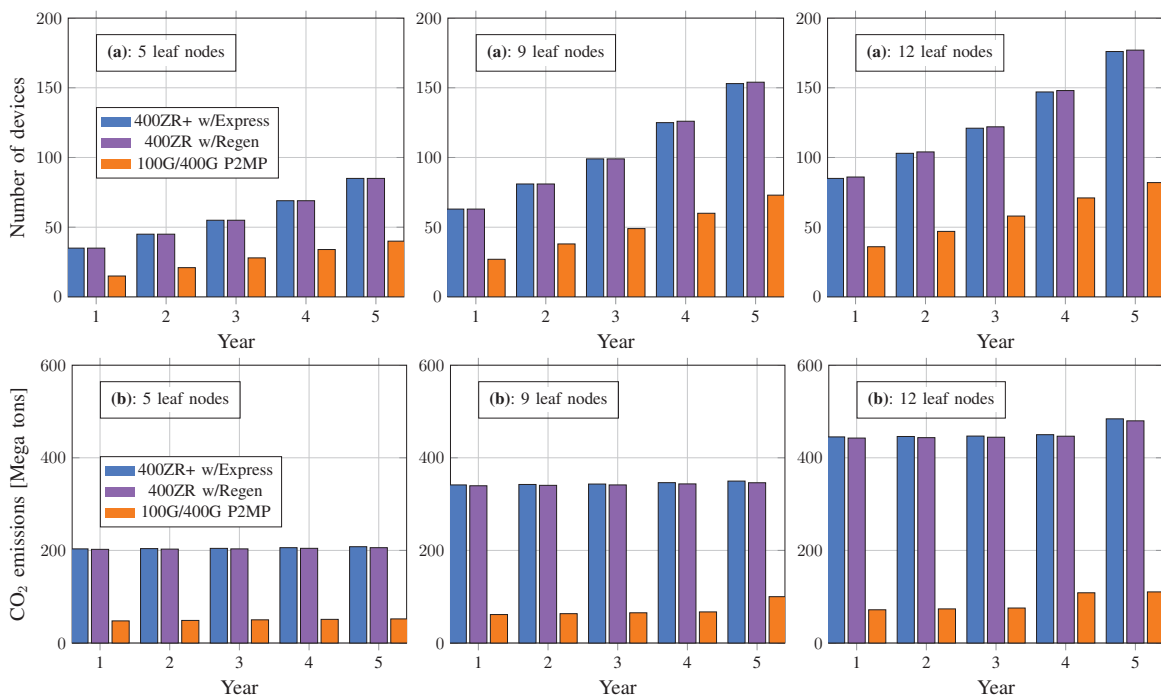 Number of devices
200
150
100
50
0
(a): 5 leaf nodes
400ZR+ w/Express
400ZR w/Regen
100G/400G P2MP
1 2 3 4 5
Year
200
150
100
50
0
(a): 9 leaf nodes
1 2 3 4 5
Year
200
150
100
50
0
(a): 12 leaf nodes
1 2 3 4 5
Year
CO2 emissions [Mega tons]
600
400
200
0
(b): 5 leaf nodes
400ZR+ w/Express
400ZR w/Regen
100G/400G P2MP
1 2 3 4 5
Year
600
400
200
0
(b): 9 leaf nodes
1 2 3 4 5
Year
600
400
200
0
(b): 12 leaf nodes
1 2 3 4 5
Year